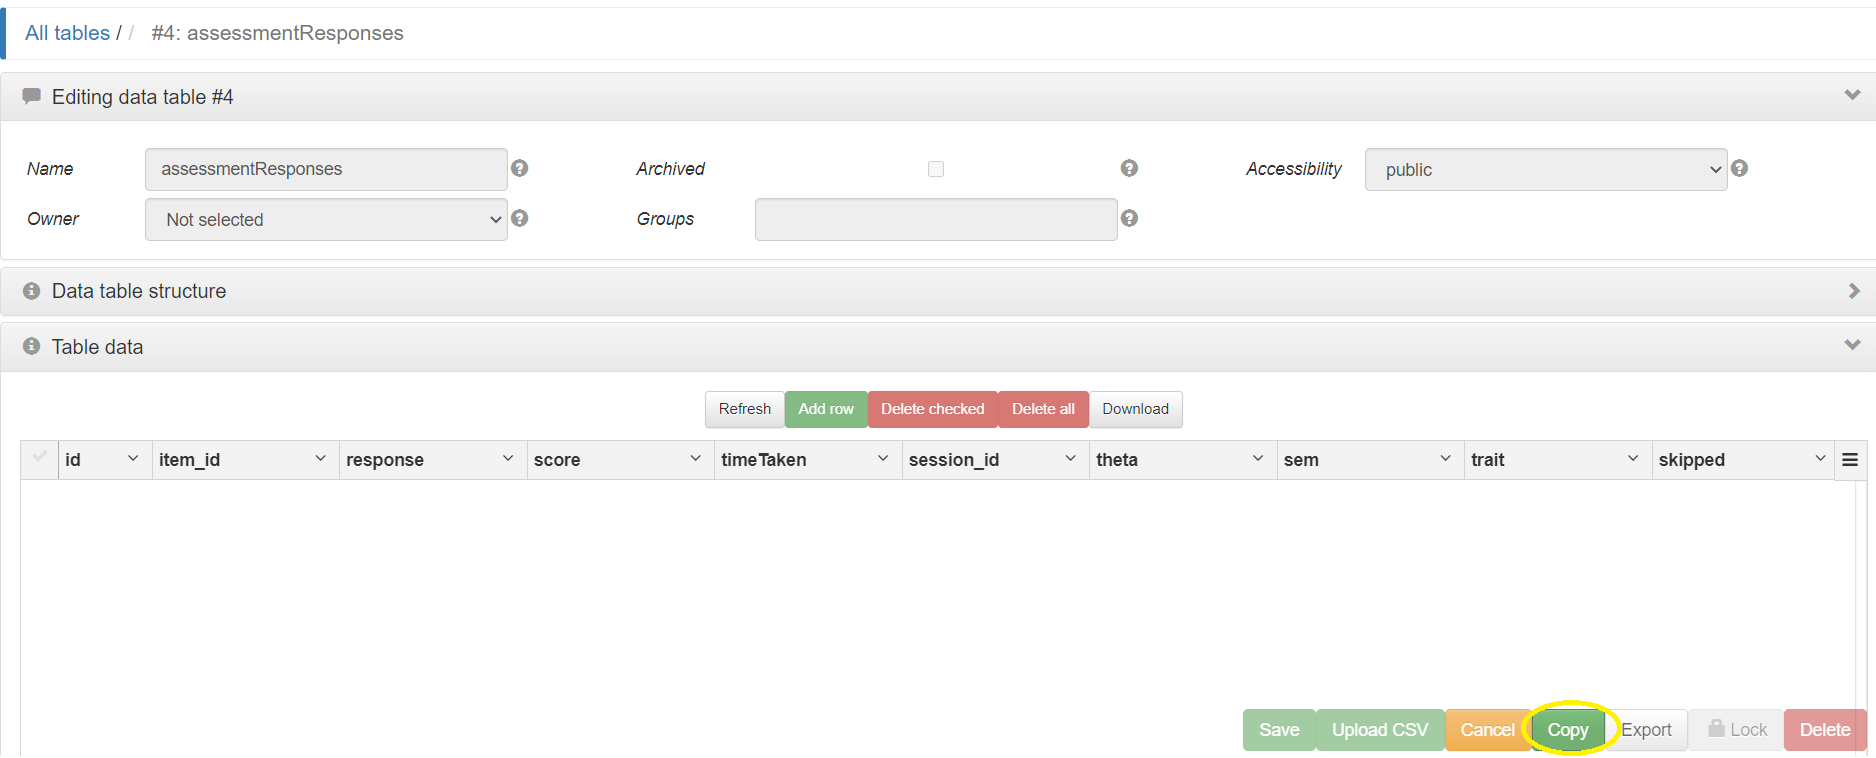 All tables / / #4: assessmentResponses
Editing data table #4
Name assessmentResponses ? Archived ? Accessibility public ?
Owner Not selected ? Groups ?
Data table structure
Table data
Refresh Add row Delete checked Delete all Download
id item_id response score timeTaken session_id theta sem trait skipped
Save Upload CSV Cancel Copy Export Lock Delete